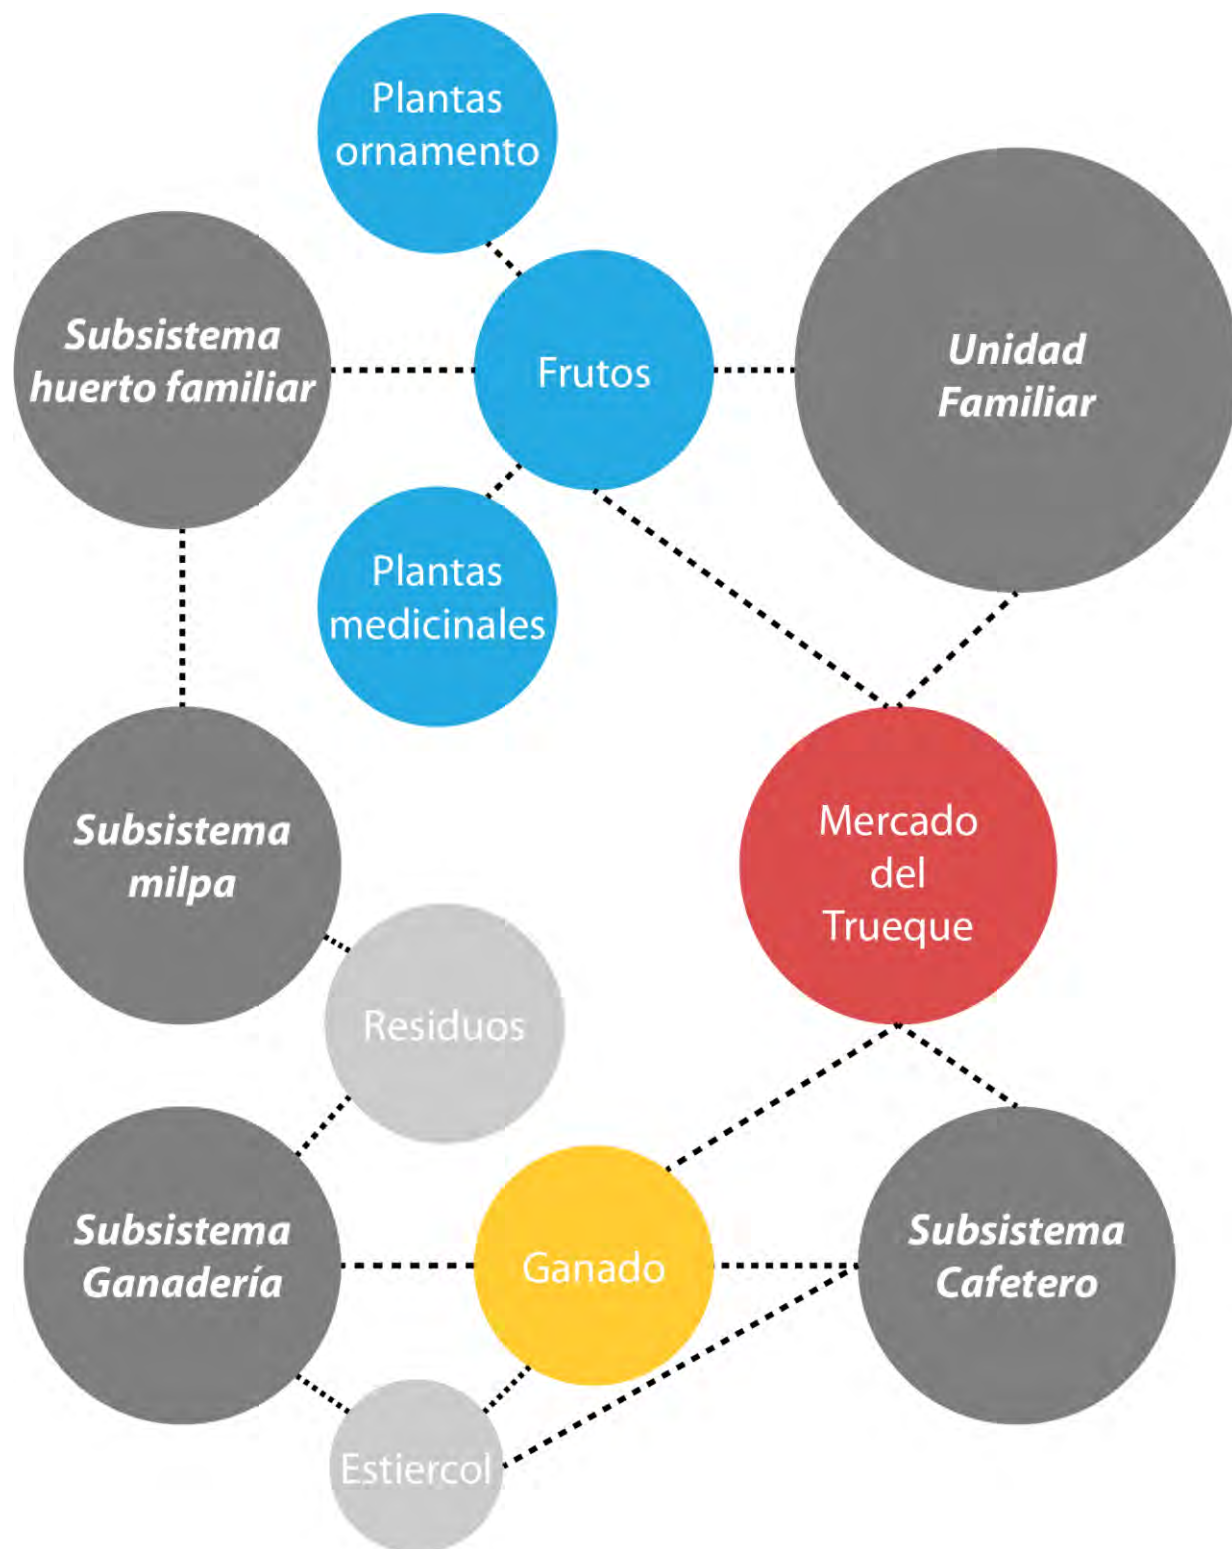 Plantas
ornamento
Subsistema
huerto familiar
Frutos
Unidad
Familiar
Plantas
medicinales
Subsistema
milpa
Mercado
del
Trueque
Residuos
Subsistema
Ganadería
Ganado
Subsistema
Cafetero
Estiercol